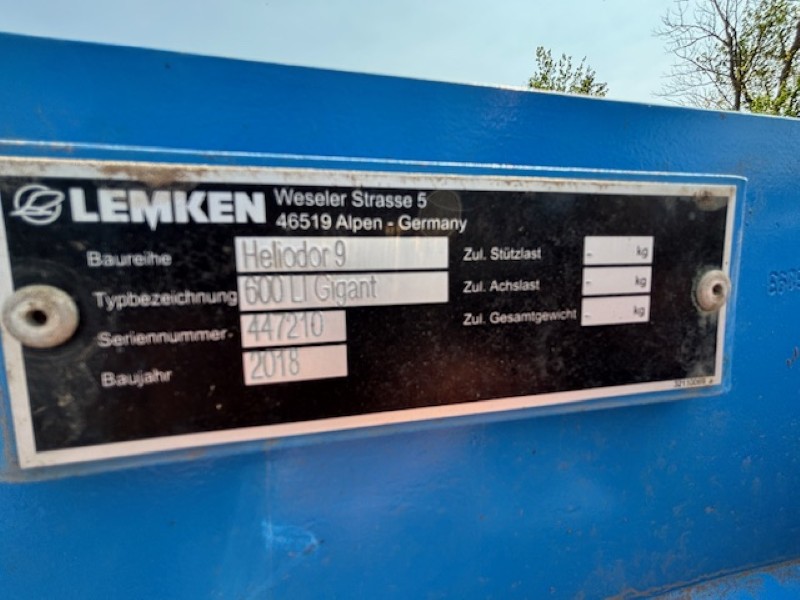 LEMKEN Weseler Strasse 5
46519 Alpen - Germany
Baureihe Heliodor 9
Typbezeichnung 600 LI Gigant
Seriennummer 447210
Baujahr 2018
Zul. Stützlast - kg
Zul. Achslast - kg
Zul. Gesamtgewicht - kg